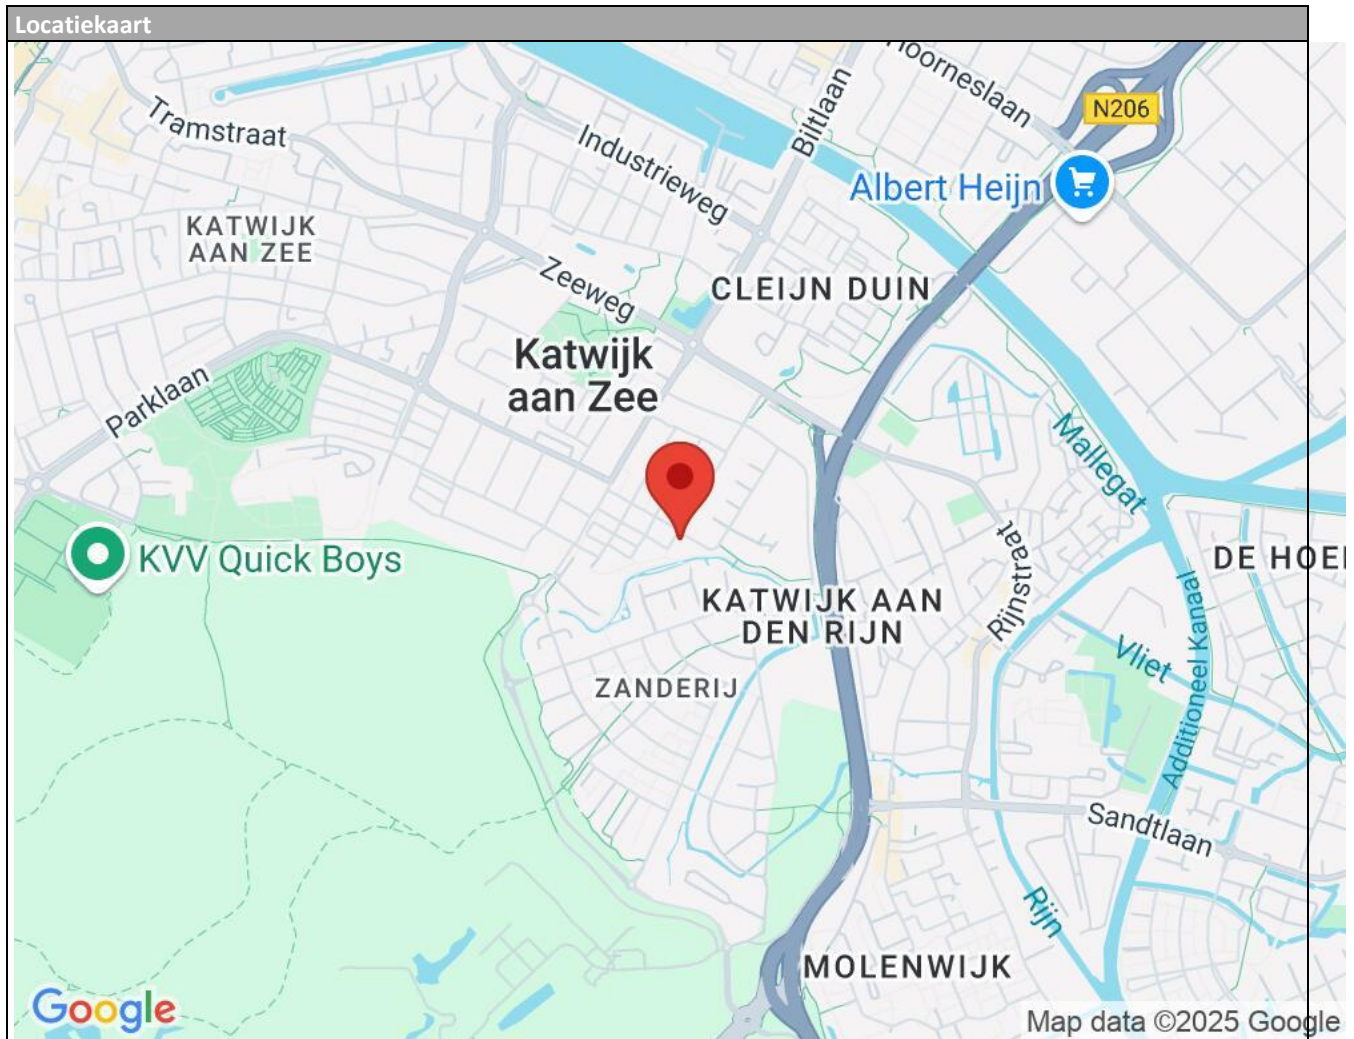 Locatiekaart
Hoorneslaan
N206
Biltlaan
Tramstraat
Industrieweg
Albert Heijn
KATWIJK
AAN ZEE
Zeeweg
CLEIJN DUIN
Katwijk
aan Zee
Parklaan
Mallegat
KVV Quick Boys
Rijnstraat
DE HOE
KATWIJK AAN
DEN RIJN
Vliet
Additioneel Kanaal
ZANDERIJ
Sandtlaan
Rijn
MOLENWIJK
Google
Map data ©2025 Google